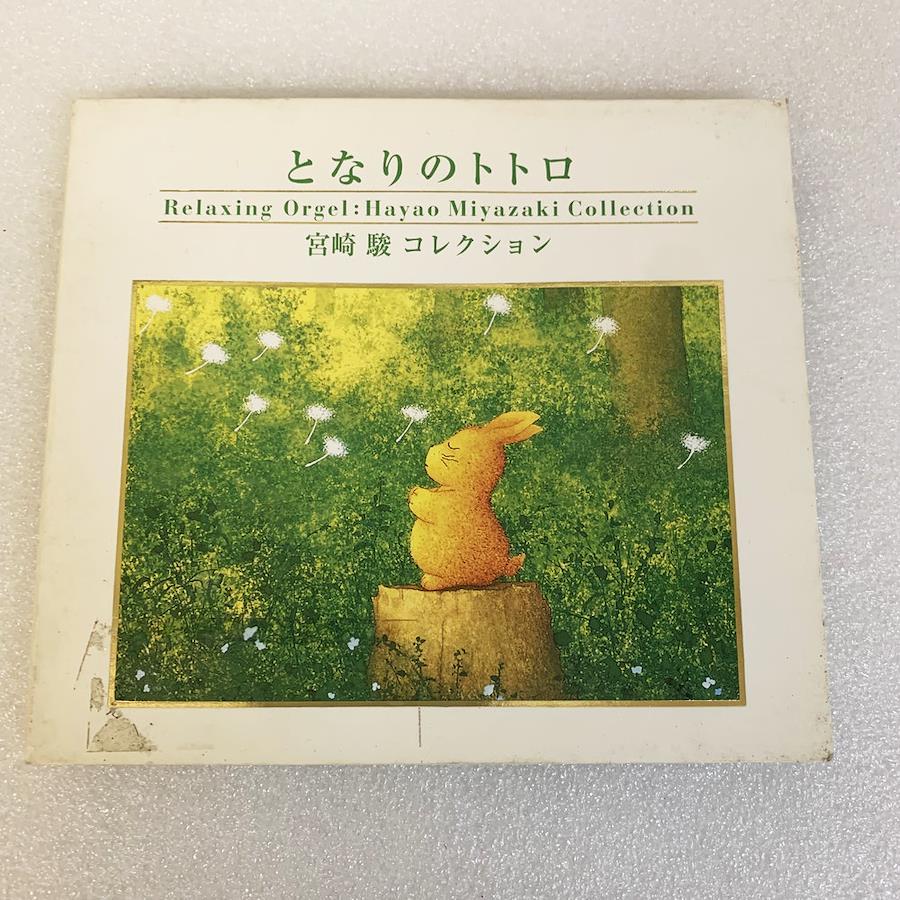 となりのトトロ
Relaxing Orgel:Hayao Miyazaki Collection
宮崎 駿 コレクション